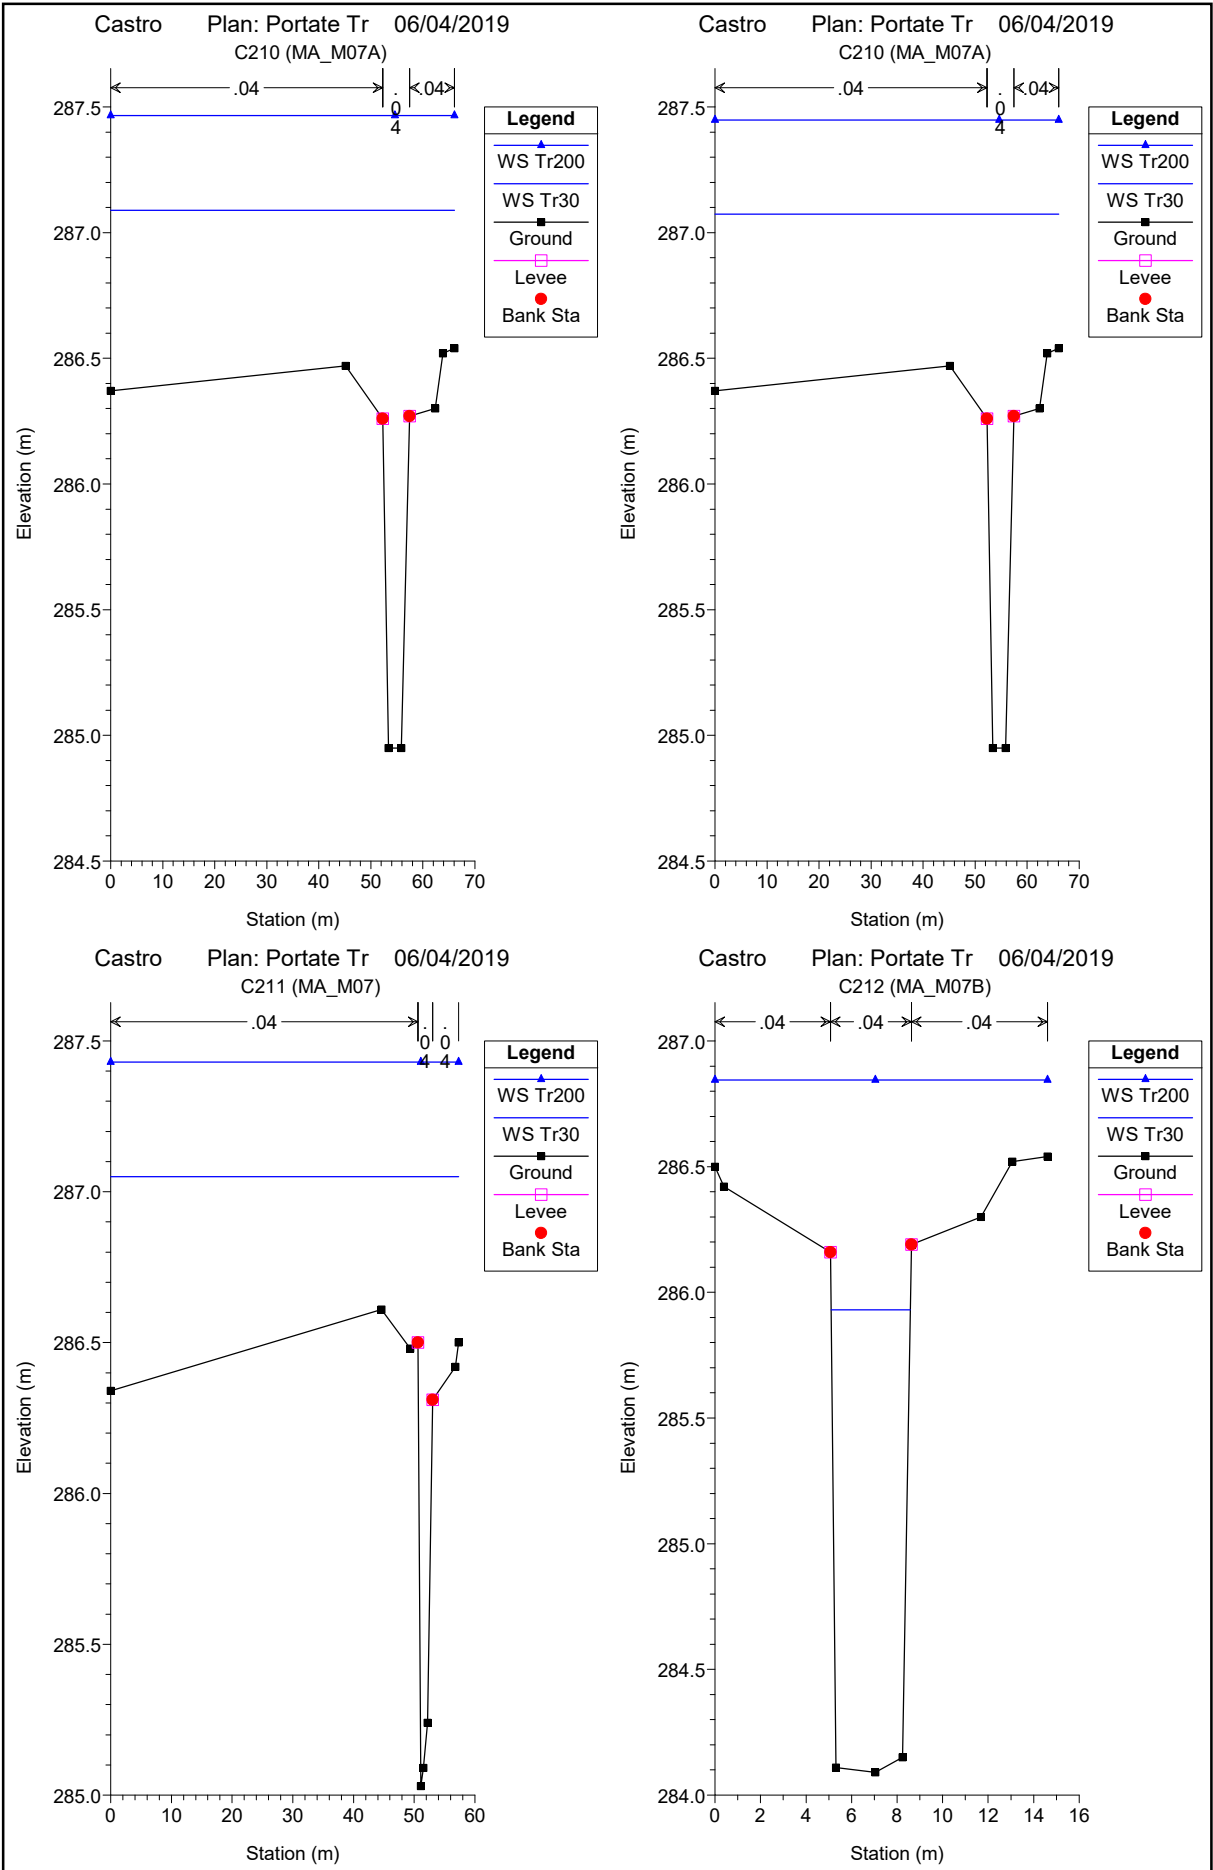 Castro Plan: Portate Tr 06/04/2019
C210 (MA_M07A)
.04 .04 .04
287.5
287.0
286.5
286.0
285.5
285.0
284.5
Elevation (m)
0 10 20 30 40 50 60 70
Station (m)
Legend
WS Tr200
WS Tr30
Ground
Levee
Bank Sta
Castro Plan: Portate Tr 06/04/2019
C210 (MA_M07A)
.04 .04 .04
287.5
287.0
286.5
286.0
285.5
285.0
284.5
Elevation (m)
0 10 20 30 40 50 60 70
Station (m)
Legend
WS Tr200
WS Tr30
Ground
Levee
Bank Sta
Castro Plan: Portate Tr 06/04/2019
C211 (MA_M07)
.04 .04 .04
287.5
287.0
286.5
286.0
285.5
285.0
Elevation (m)
0 10 20 30 40 50 60
Station (m)
Legend
WS Tr200
WS Tr30
Ground
Levee
Bank Sta
Castro Plan: Portate Tr 06/04/2019
C212 (MA_M07B)
.04 .04 .04
287.0
286.5
286.0
285.5
285.0
284.5
284.0
Elevation (m)
0 2 4 6 8 10 12 14 16
Station (m)
Legend
WS Tr200
WS Tr30
Ground
Levee
Bank Sta